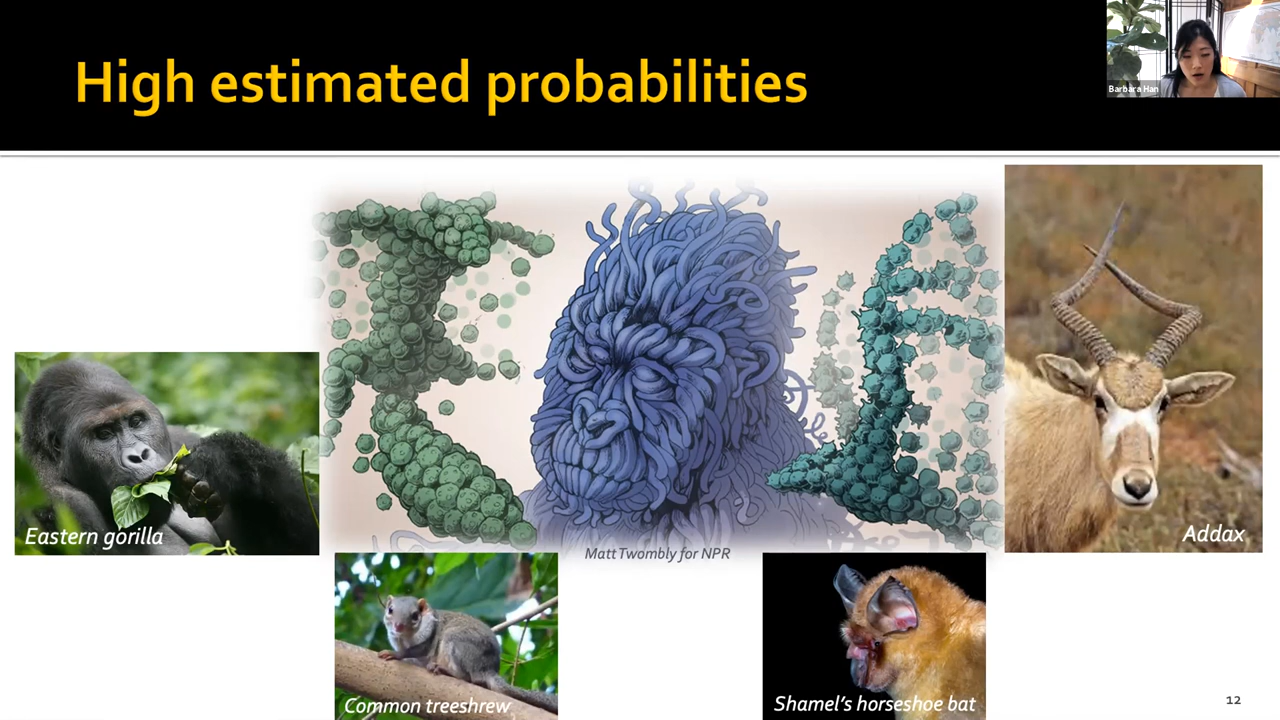 High estimated probabilities
Barbara Han
Eastern gorilla
Matt Twombly for NPR
Addax
Common treeshrew
Shamel's horseshoe bat
12